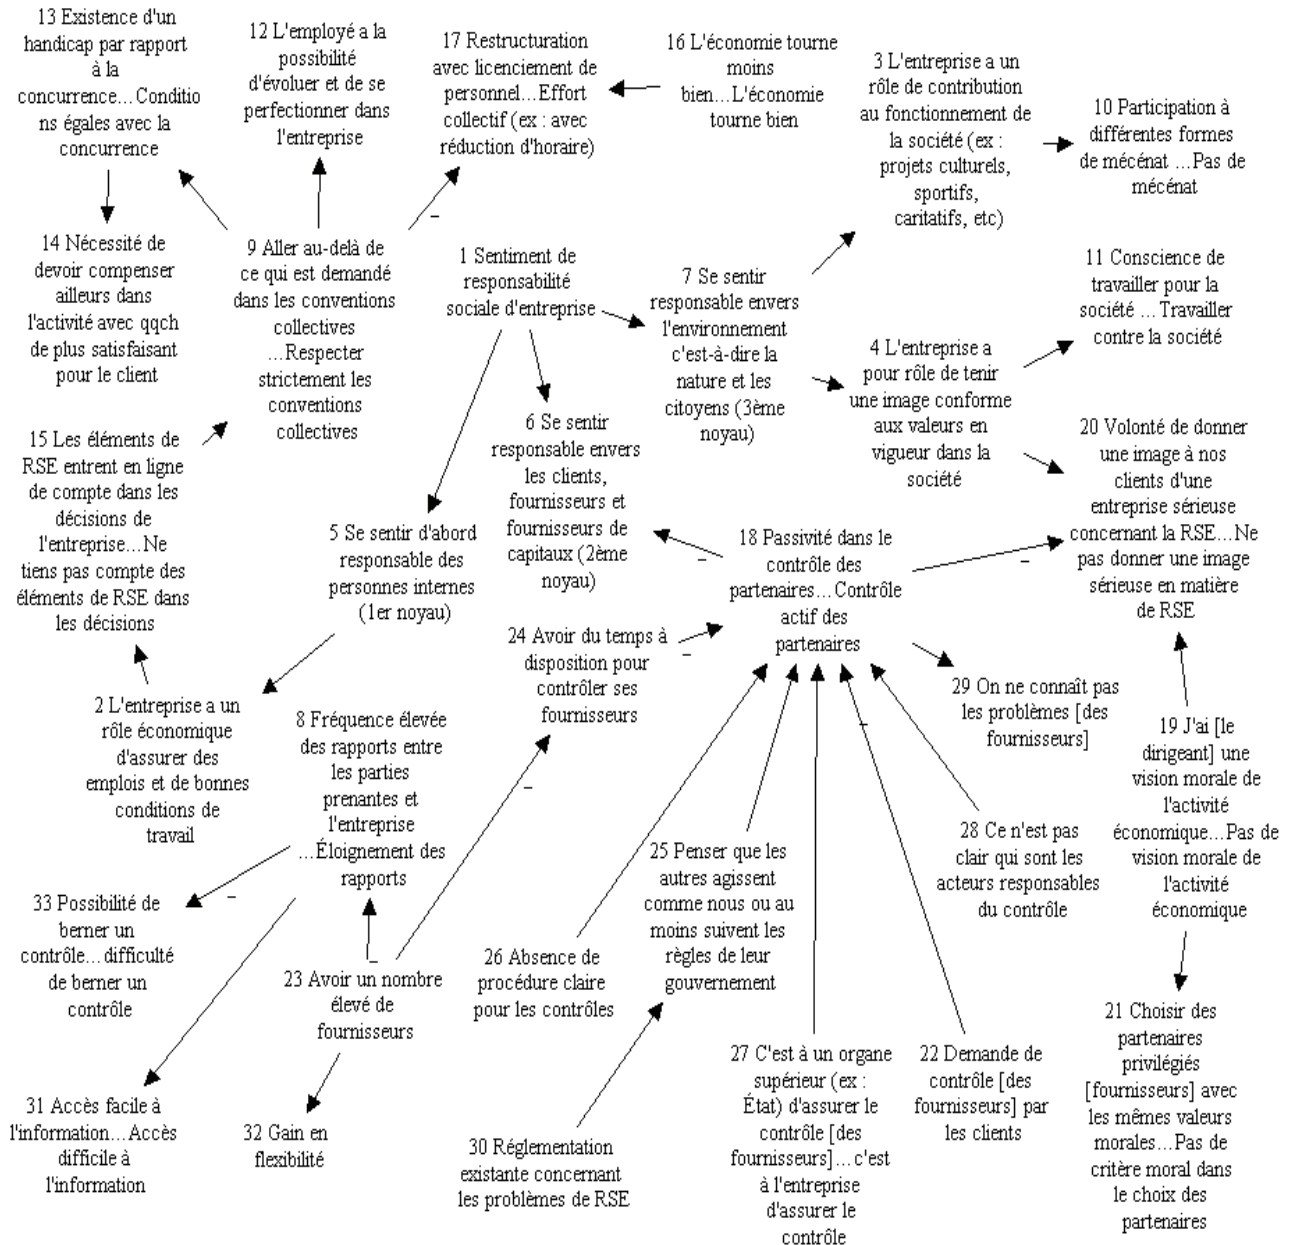 13 Existence d'un
handicap par rapport
à la
concurrence...Conditio
ns égales avec la
concurrence
12 L'employé a la
possibilité
d'évoluer et de se
perfectionner dans
l'entreprise
17 Restructuration
avec licenciement de
personnel...Effort
collectif (ex : avec
réduction d'horaire)
16 L'économie tourne
moins
bien...L'économie
tourne bien
3 L'entreprise a un
rôle de contribution
au fonctionnement de
la société (ex :
projets culturels,
sportifs,
caritatifs, etc)
10 Participation à
différentes formes
de mécénat ...Pas de
mécénat
14 Nécessité de
devoir compenser
ailleurs dans
l'activité avec qqch
de plus satisfaisant
pour le client
9 Aller au-delà de
ce qui est demandé
dans les conventions
collectives
...Respecter
strictement les
conventions
collectives
–
1 Sentiment de
responsabilité
sociale d'entreprise
7 Se sentir
responsable envers
l'environnement
c'est-à-dire la
nature et les
citoyens (3ème
noyau)
11 Conscience de
travailler pour la
société ...Travailler
contre la société
4 L'entreprise a
pour rôle de tenir
une image conforme
aux valeurs en
vigueur dans la
société
15 Les éléments de
RSE entrent en ligne
de compte dans les
décisions de
l'entreprise...Ne
tiens pas compte des
éléments de RSE dans
les décisions
6 Se sentir
responsable envers
les clients,
fournisseurs et
fournisseurs de
capitaux (2ème
noyau)
20 Volonté de donner
une image à nos
clients d'une
entreprise sérieuse
concernant la RSE...Ne
pas donner une image
sérieuse en matière
de RSE
5 Se sentir d'abord
responsable des
personnes internes
(1er noyau)
18 Passivité dans le
contrôle des
partenaires...Contrôle
actif des
partenaires
–
–
24 Avoir du temps à
disposition pour
contrôler ses
fournisseurs
–
29 On ne connaît pas
les problèmes [des
fournisseurs]
2 L'entreprise a un
rôle économique
d'assurer des
emplois et de bonnes
conditions de
travail
8 Fréquence élevée
des rapports entre
les parties
prenantes et
l'entreprise
...Éloignement des
rapports
–
19 J'ai [le
dirigeant] une
vision morale de
l'activité
économique...Pas de
vision morale de
l'activité
économique
–
28 Ce n'est pas
clair qui sont les
acteurs responsables
du contrôle
25 Penser que les
autres agissent
comme nous ou au
moins suivent les
règles de leur
gouvernement
33 Possibilité de
berner un
contrôle...difficulté
de berner un
contrôle
–
26 Absence de
procédure claire
pour les contrôles
23 Avoir un nombre
élevé de
fournisseurs
–
21 Choisir des
partenaires
privilégiés
[fournisseurs] avec
les mêmes valeurs
morales...Pas de
critère moral dans
le choix des
partenaires
27 C'est à un organe
supérieur (ex :
État) d'assurer le
contrôle [des
fournisseurs]...c'est
à l'entreprise
d'assurer le
contrôle
22 Demande de
contrôle [des
fournisseurs] par
les clients
31 Accès facile à
l'information...Accès
difficile à
l'information
32 Gain en
flexibilité
30 Réglementation
existante concernant
les problèmes de RSE